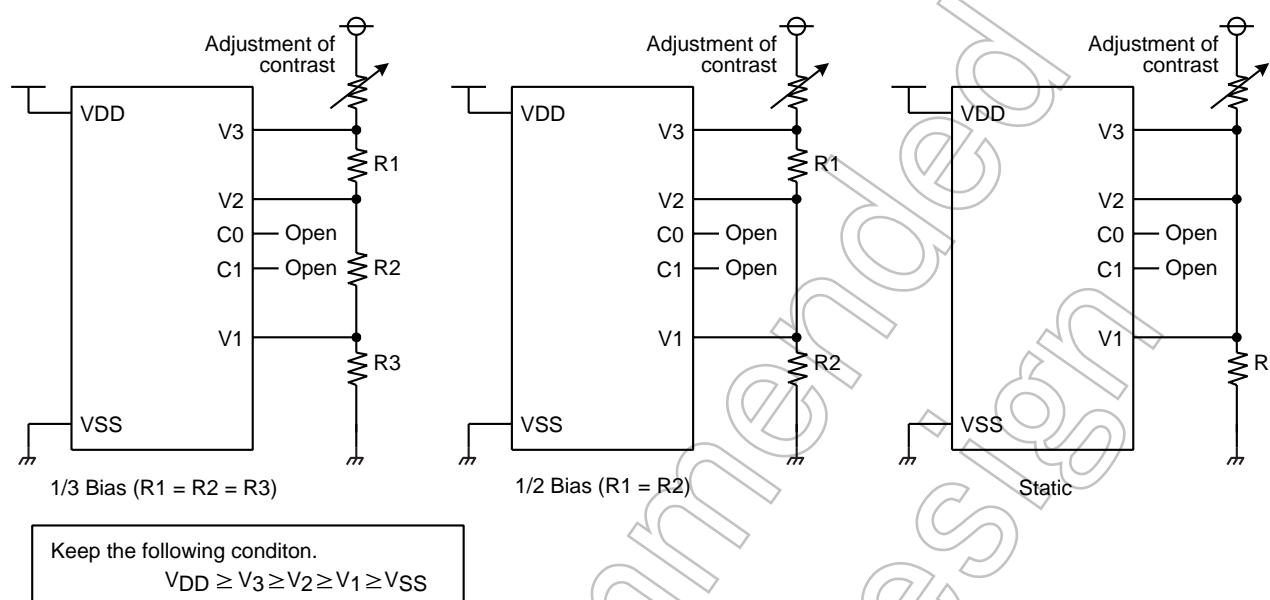 Adjustment of
contrast
VDD
V3
R1
V2
C0
Open
C1
Open
R2
V1
R3
VSS
1/3 Bias (R1 = R2 = R3)
Adjustment of
contrast
VDD
V3
R1
V2
C0
Open
C1
Open
V1
R2
VSS
1/2 Bias (R1 = R2)
Adjustment of
contrast
VDD
V3
V2
C0
Open
C1
Open
V1
R
VSS
Static
Keep the following conditon.
VDD ≥ V3 ≥ V2 ≥ V1 ≥ VSS